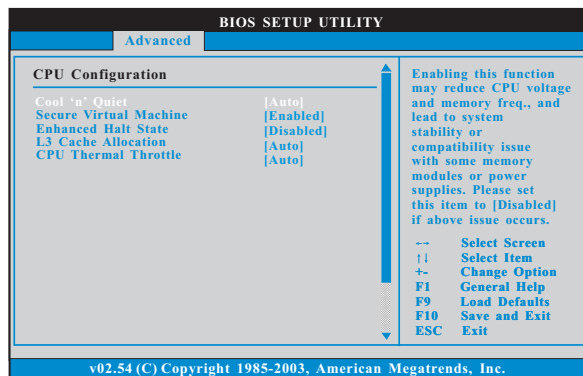 BIOS SETUP UTILITY
Advanced
CPU Configuration
Cool ‘n’ Quiet [Auto]
Secure Virtual Machine [Enabled]
Enhanced Halt State [Disabled]
L3 Cache Allocation [Auto]
CPU Thermal Throttle [Auto]
Enabling this function
may reduce CPU voltage
and memory freq., and
lead to system
stability or
compatibility issue
with some memory
modules or power
supplies. Please set
this item to [Disabled]
if above issue occurs.
←→ Select Screen
↑↓ Select Item
+- Change Option
F1 General Help
F9 Load Defaults
F10 Save and Exit
ESC Exit
v02.54 (C) Copyright 1985-2003, American Megatrends, Inc.